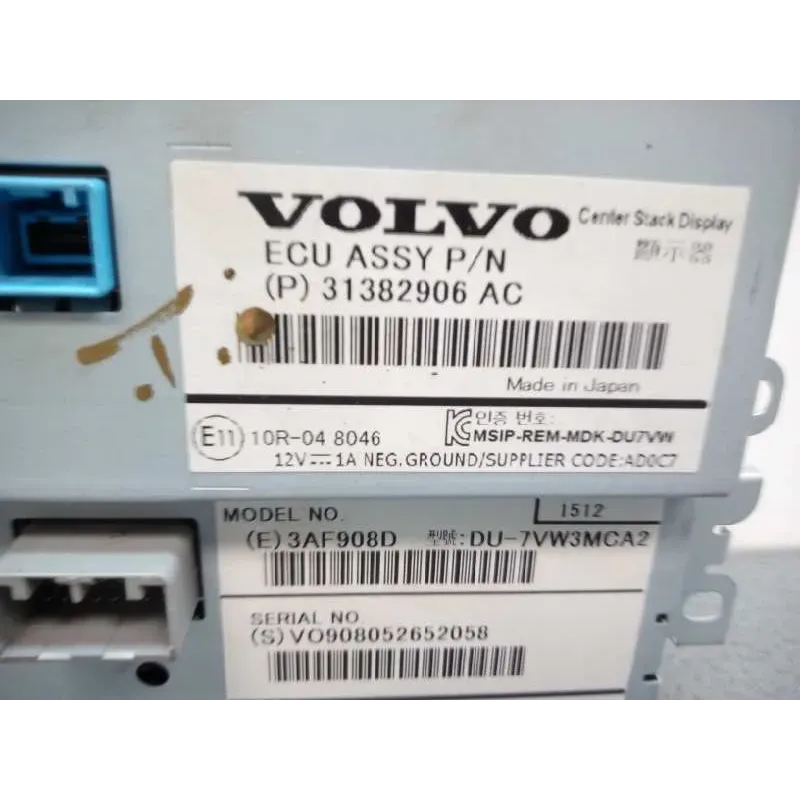 VOLVO Center Stack Display
ECU ASSY P/N 顯示器
(P) 31382906 AC
Made in Japan
E11 10R-04 8046 인증 번호:
MSIP-REM-MDK-DU7VW
12V⎓1A NEG.GROUND/SUPPLIER CODE:AD0C7
MODEL NO. 1512
(E) 3AF908D 型號:DU-7VW3MCA2
SERIAL NO.
(S) VO908052652058